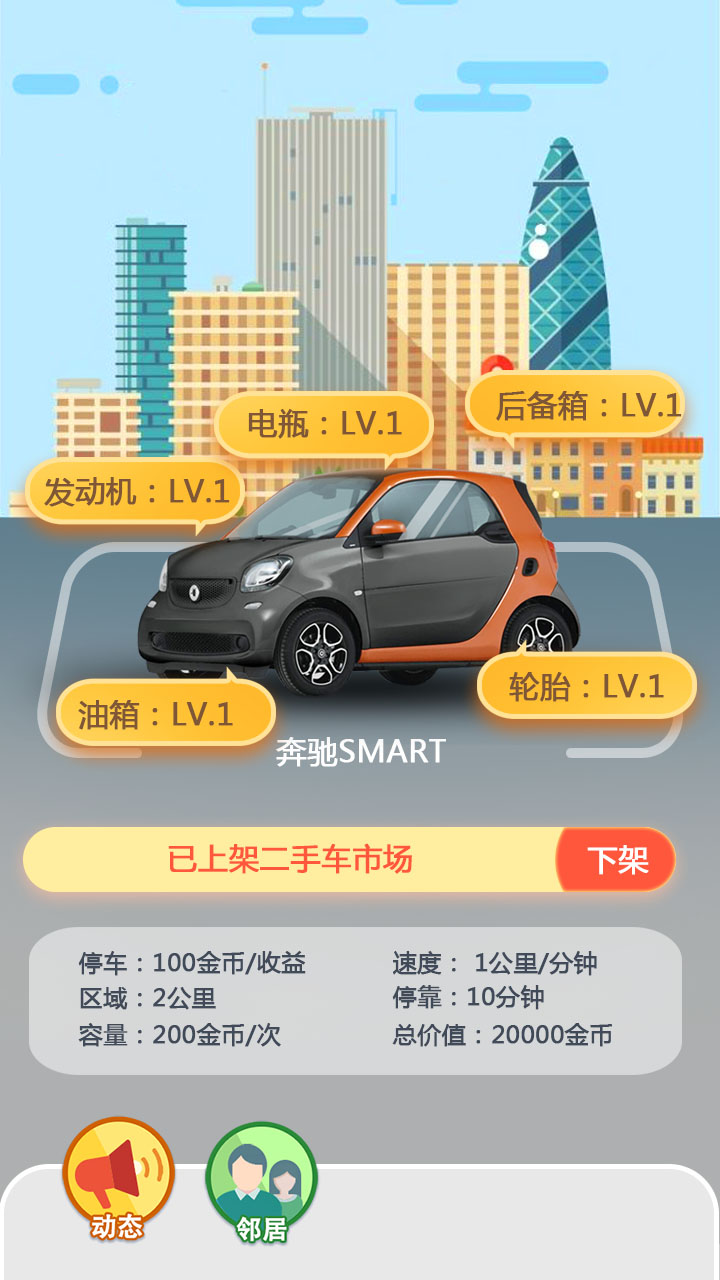 后备箱：LV.1
电瓶：LV.1
发动机：LV.1
轮胎：LV.1
油箱：LV.1
奔驰SMART
已上架二手车市场
下架
停车：100金币/收益
速度： 1公里/分钟
区域：2公里
停靠：10分钟
容量：200金币/次
总价值：20000金币
动态
邻居